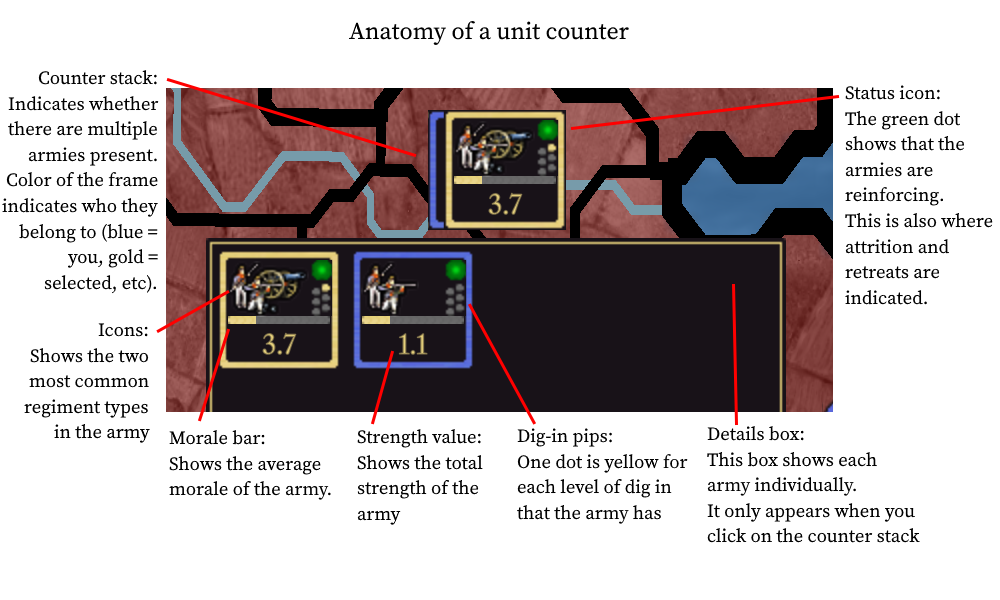 Anatomy of a unit counter
Counter stack:
Indicates whether
there are multiple
armies present.
Color of the frame
indicates who they
belong to (blue =
you, gold =
selected, etc).
Status icon:
The green dot
shows that the
armies are
reinforcing.
This is also where
attrition and
retreats are
indicated.
3.7
3.7
1.1
Icons:
Shows the two
most common
regiment types
in the army
Morale bar:
Shows the average
morale of the army.
Strength value:
Shows the total
strength of the
army
Dig-in pips:
One dot is yellow for
each level of dig in
that the army has
Details box:
This box shows each
army individually.
It only appears when you
click on the counter stack